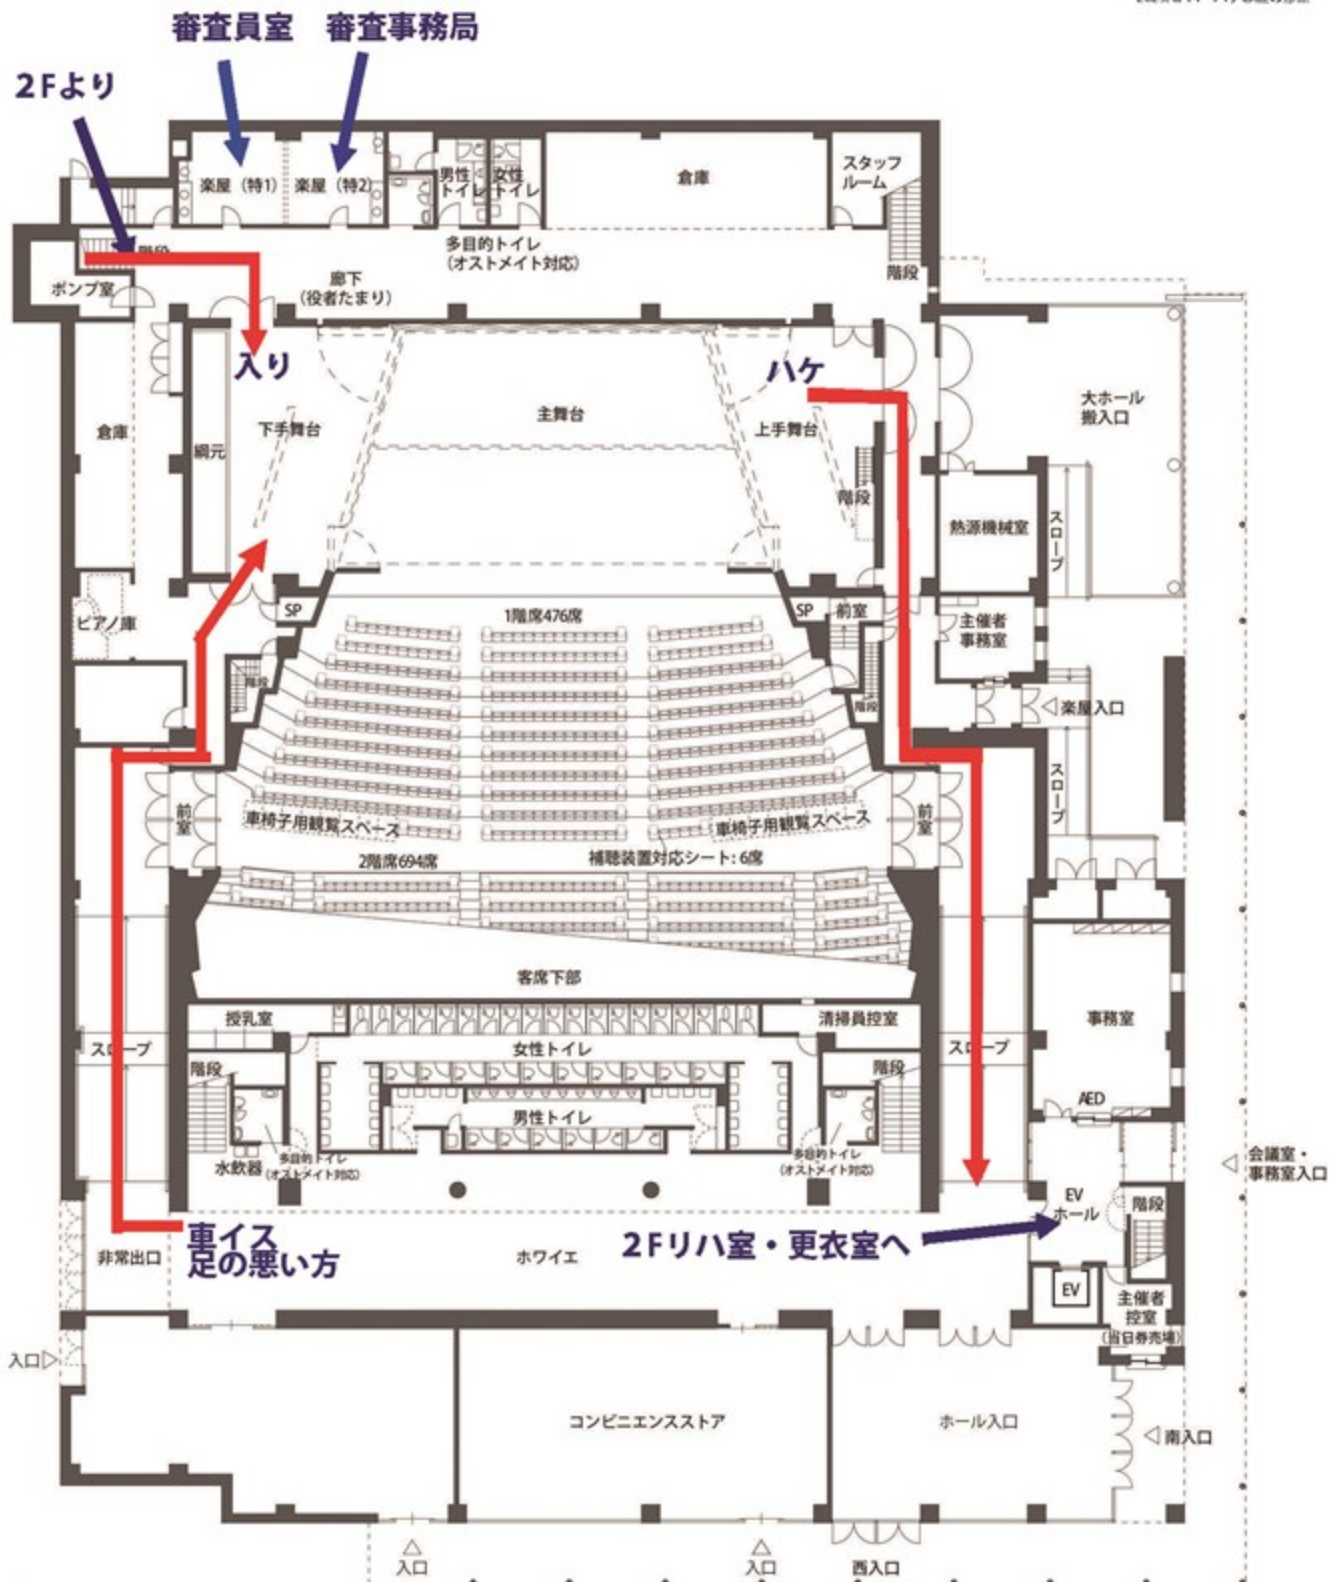 審査員室 審査事務局
2Fより
楽屋（特1） 楽屋（特2）
男性
トイレ
女性
トイレ
倉庫
スタッフ
ルーム
階段
多目的トイレ
（オストメイト対応）
階段
ポンプ室
廊下
（役者たまり）
入り
ハケ
倉庫
綱元
下手舞台
主舞台
上手舞台
階段
大ホール
搬入口
熱源機械室
スロープ
ピアノ庫
SP
1階席476席
SP
前室
主催者
事務室
階段
階段
楽屋入口
スロープ
前室
車椅子用観覧スペース
車椅子用観覧スペース
前室
2階席694席
補聴装置対応シート：6席
客席下部
授乳室
清掃員控室
事務室
スロープ
女性トイレ
スロープ
階段
階段
男性トイレ
AED
水飲器
多目的トイレ
（オストメイト対応）
多目的トイレ
（オストメイト対応）
会議室・
事務室入口
EV
ホール
階段
車イス
足の悪い方
非常出口
ホワイエ
2Fリハ室・更衣室へ
EV
主催者
控室
（当日券売場）
入口
コンビニエンスストア
ホール入口
南入口
入口
入口
西入口